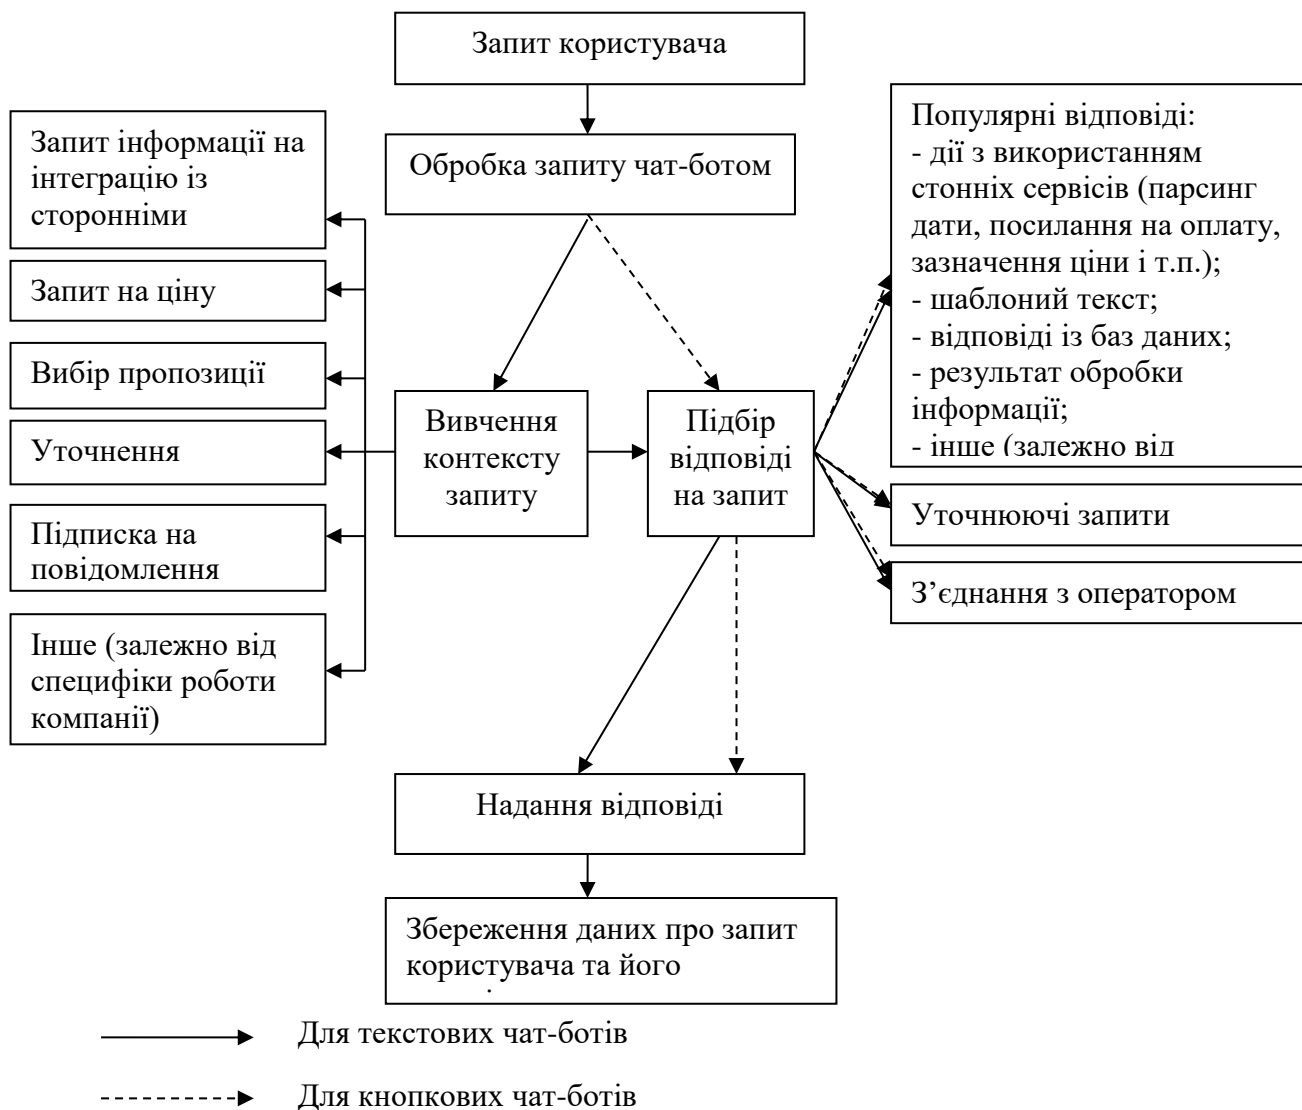 Запит користувача
Обробка запиту чат-ботом
Запит інформації на
інтеграцію із
сторонніми
Запит на ціну
Вибір пропозиції
Уточнення
Підписка на
повідомлення
Інше (залежно від
специфіки роботи
компанії)
Вивчення
контексту
запиту
Підбір
відповіді
на запит
Популярні відповіді:
- дії з використанням
стонніх сервісів (парсинг
дати, посилання на оплату,
зазначення ціни і т.п.);
- шаблоний текст;
- відповіді із баз даних;
- результат обробки
інформації;
- інше (залежно від
Уточнюючі запити
З’єднання з оператором
Надання відповіді
Збереження даних про запит
користувача та його
Для текстових чат-ботів
Для кнопкових чат-ботів